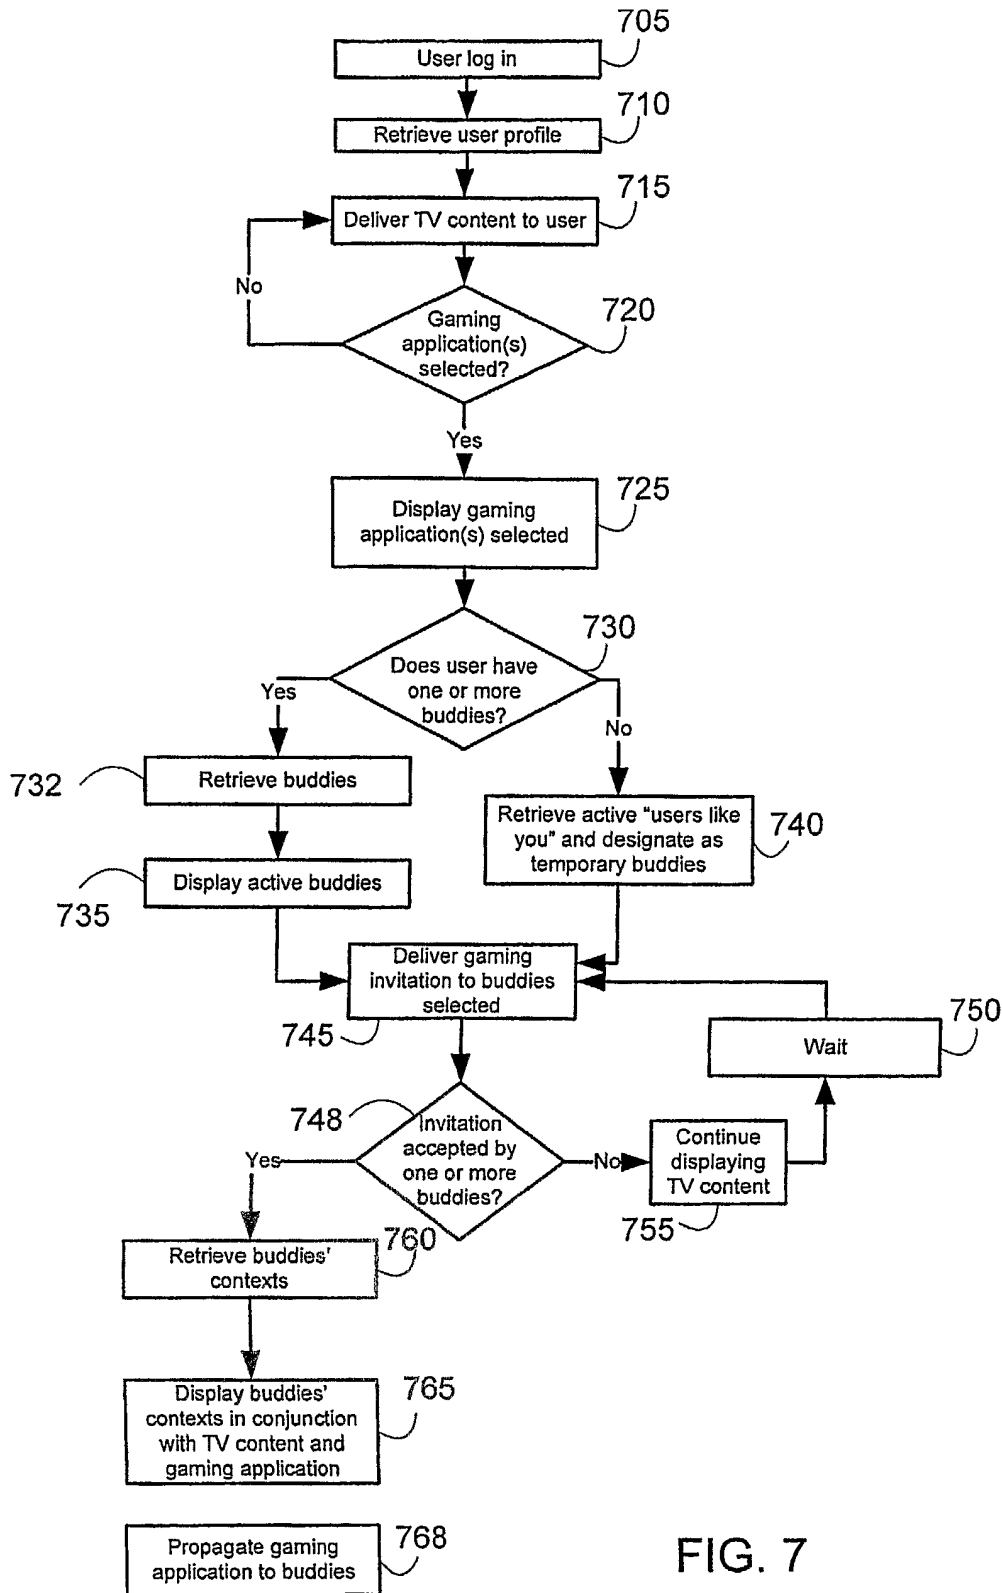 705
User log in
710
Retrieve user profile
715
Deliver TV content to user
No
720
Gaming
application(s)
selected?
Yes
725
Display gaming
application(s) selected
730
Does user have
one or more
buddies?
Yes
No
732
Retrieve buddies
Retrieve active “users like
you” and designate as
temporary buddies
740
735
Display active buddies
Deliver gaming
invitation to buddies
selected
745
750
Wait
748
Invitation
accepted by
one or more
buddies?
Yes
No
Continue
displaying
TV content
755
760
Retrieve buddies'
contexts
765
Display buddies'
contexts in conjunction
with TV content and
gaming application
768
Propagate gaming
application to buddies
FIG. 7